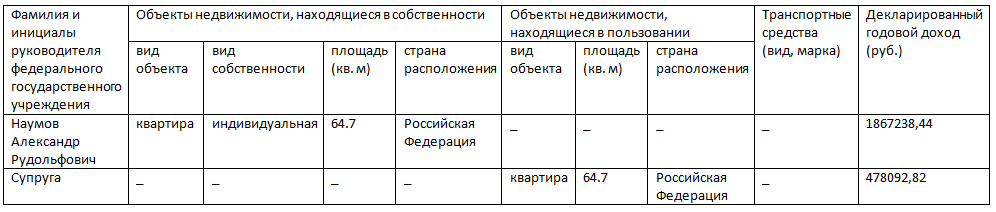 Фамилия и
инициалы
руководителя
федерального
государственного
учреждения
Объекты недвижимости, находящиеся в собственности
Объекты недвижимости,
находящиеся в пользовании
Транспортные
средства
(вид, марка)
Декларированный
годовой доход
(руб.)
вид
объекта
вид
собственности
площадь
(кв. м)
страна
расположения
вид
объекта
площадь
(кв. м)
страна
расположения
Наумов
Александр
Рудольфович
квартира
индивидуальная
64.7
Российская
Федерация
_
_
_
_
1867238,44
Супруга
_
_
_
_
квартира
64.7
Российская
Федерация
_
478092,82